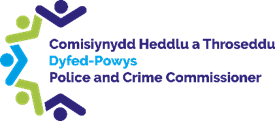 Comisiynydd Heddlu a Throseddu
Dyfed-Powys
Police and Crime Commissioner